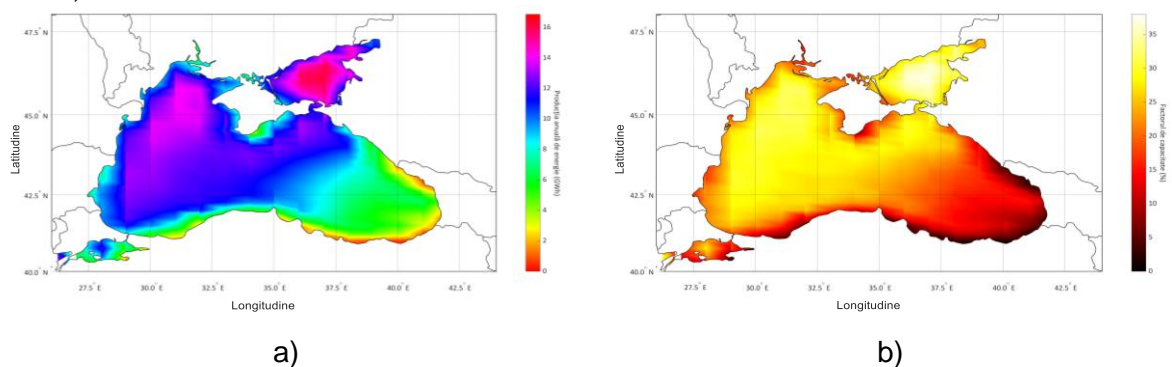 47.5° N
45.0° N
42.5° N
40.0° N
Latitudine
27.5° E 30.0° E 32.5° E 35.0° E 37.5° E 40.0° E 42.5° E
Longitudine
16
14
12
10
8
6
4
2
0
Producția anuală de energie (GWh)
a)
47.5° N
45.0° N
42.5° N
40.0° N
Latitudine
27.5° E 30.0° E 32.5° E 35.0° E 37.5° E 40.0° E 42.5° E
Longitudine
35
30
25
20
15
10
5
0
Factorul de capacitate (%)
b)